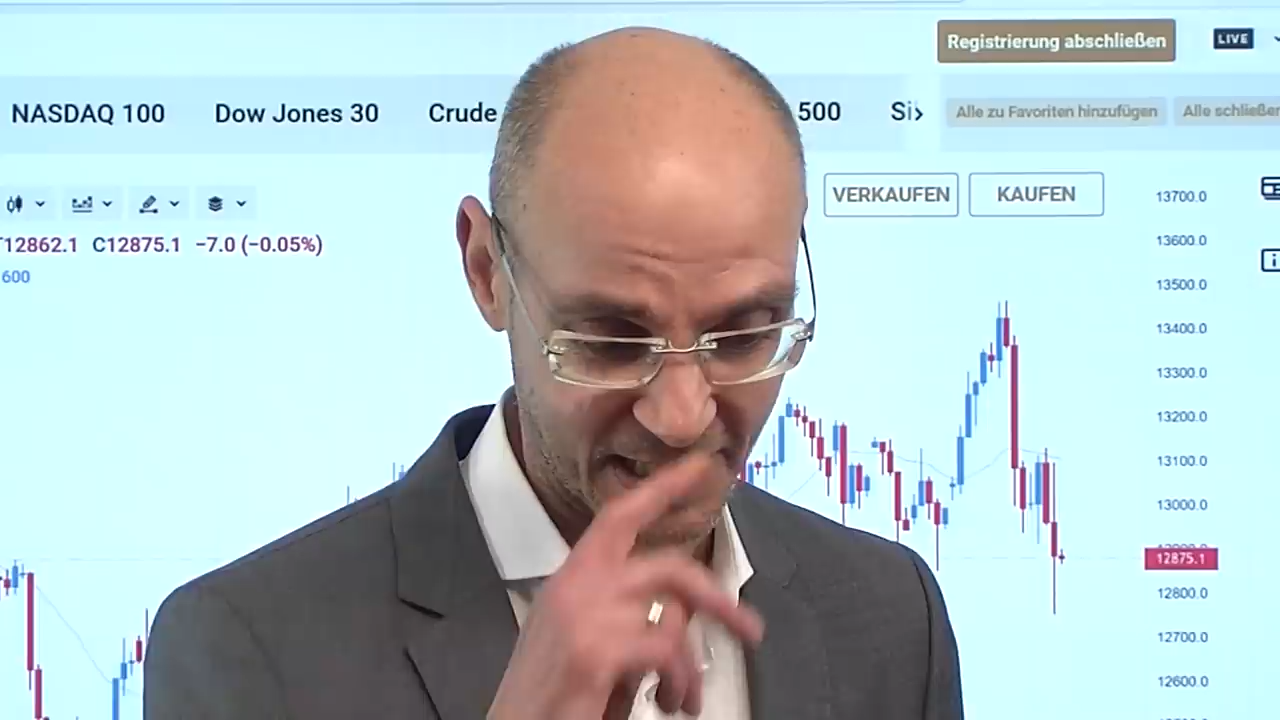 Registrierung abschließen
LIVE
NASDAQ 100 Dow Jones 30 Crude 500 Alle zu Favoriten hinzufügen Alle
VERKAUFEN KAUFEN
13700.0
12862.1 C12875.1 −7.0 (−0.05%)
13600.0
600
13500.0
13400.0
13300.0
13200.0
13100.0
13000.0
12875.1
12800.0
12700.0
12600.0